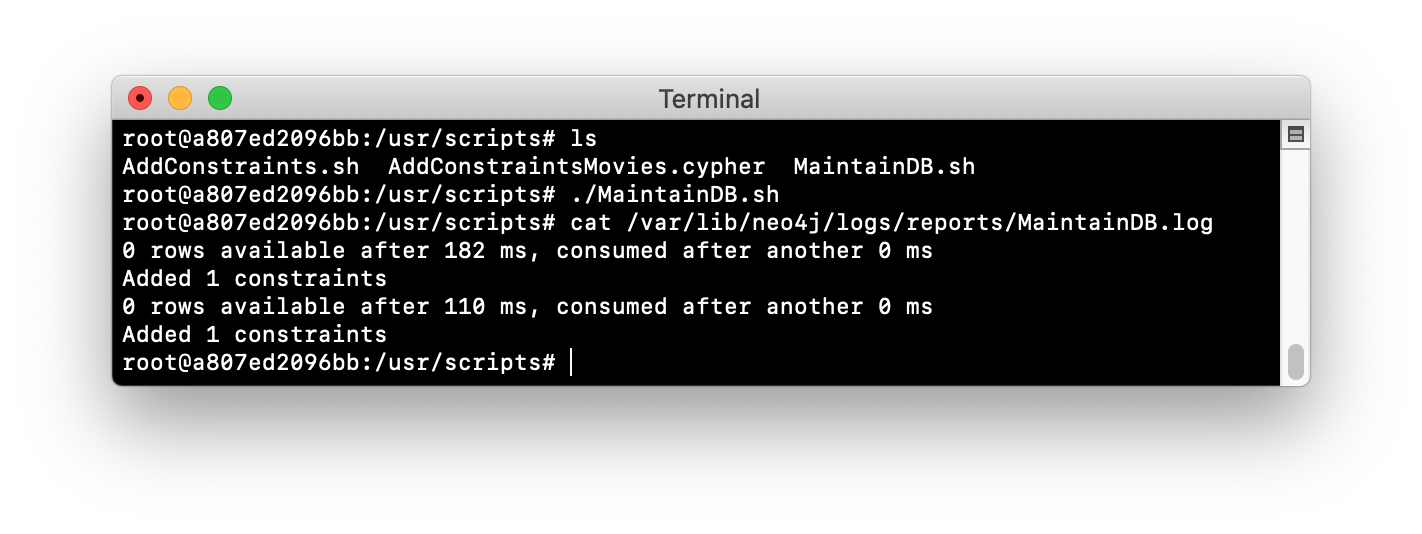 Terminal
root@a807ed2096bb:/usr/scripts# ls
AddConstraints.sh  AddConstraintsMovies.cypher  MaintainDB.sh
root@a807ed2096bb:/usr/scripts# ./MaintainDB.sh
root@a807ed2096bb:/usr/scripts# cat /var/lib/neo4j/logs/reports/MaintainDB.log
0 rows available after 182 ms, consumed after another 0 ms
Added 1 constraints
0 rows available after 110 ms, consumed after another 0 ms
Added 1 constraints
root@a807ed2096bb:/usr/scripts#